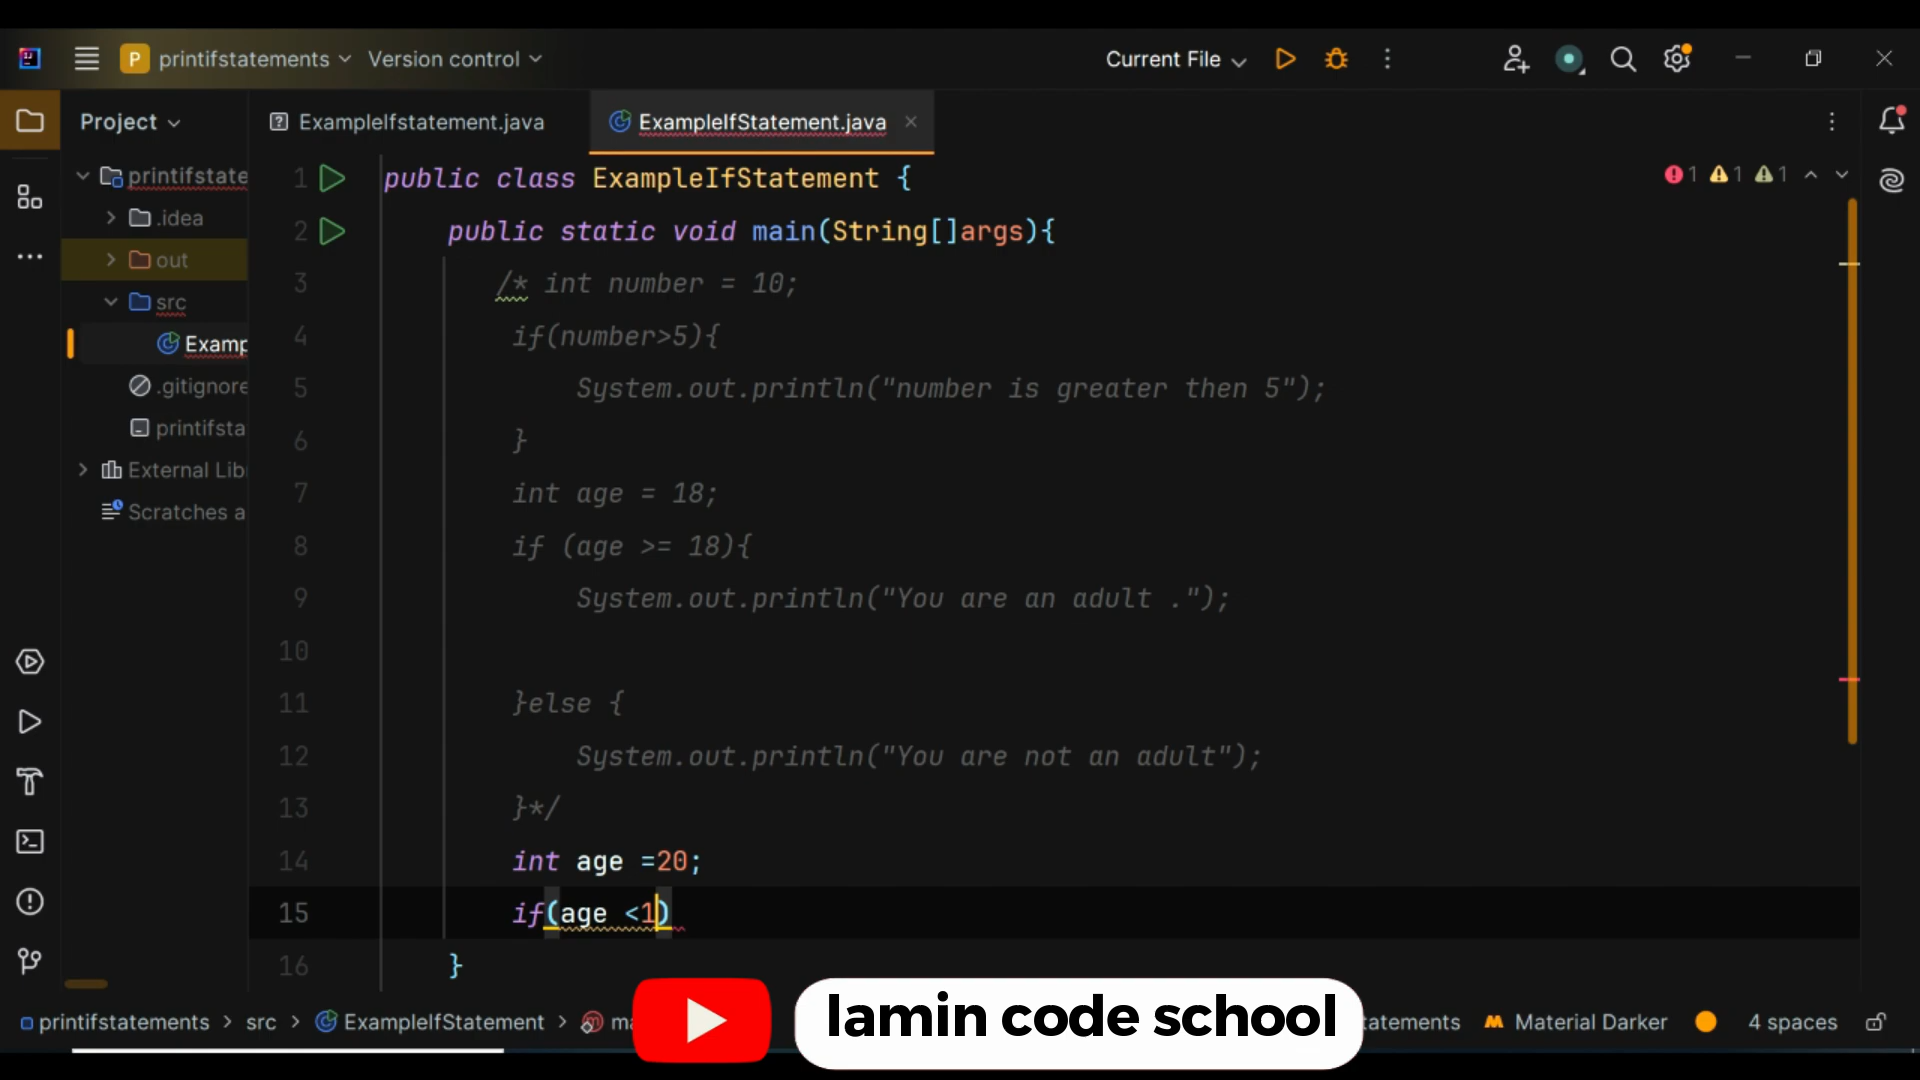 P printifstatements Version control Current File
Project
ExampleIfstatement.java ExampleIfStatement.java
printifstate
.idea
out
src
Examp
.gitignore
printifsta
External Lib
Scratches a
1 1 1
1 public class ExampleIfStatement {
2 public static void main(String[]args){
3 /* int number = 10;
4 if(number>5){
5 System.out.println("number is greater then 5");
6 }
7 int age = 18;
8 if (age >= 18){
9 System.out.println("You are an adult .");
10
11 }else {
12 System.out.println("You are not an adult");
13 }*/
14 int age =20;
15 if(age <1)
16 }
printifstatements > src > ExampleIfStatement > ma
lamin code school
tatements Material Darker 4 spaces